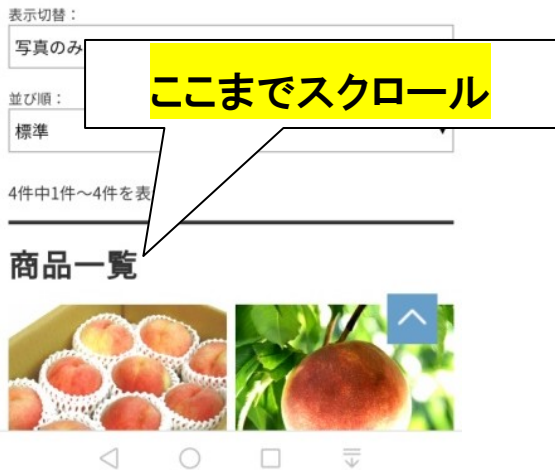 表示切替：
写真のみ
ここまでスクロール
並び順：
標準
4件中1件～4件を表
商品一覧